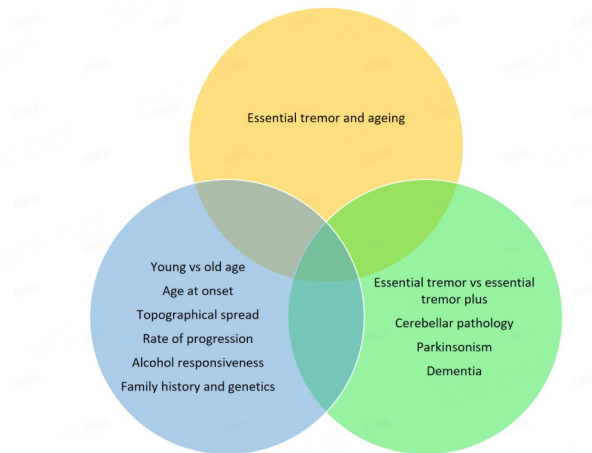 Essential tremor and ageing
Young vs old age
Age at onset
Topographical spread
Rate of progression
Alcohol responsiveness
Family history and genetics
Essential tremor vs essential
tremor plus
Cerebellar pathology
Parkinsonism
Dementia